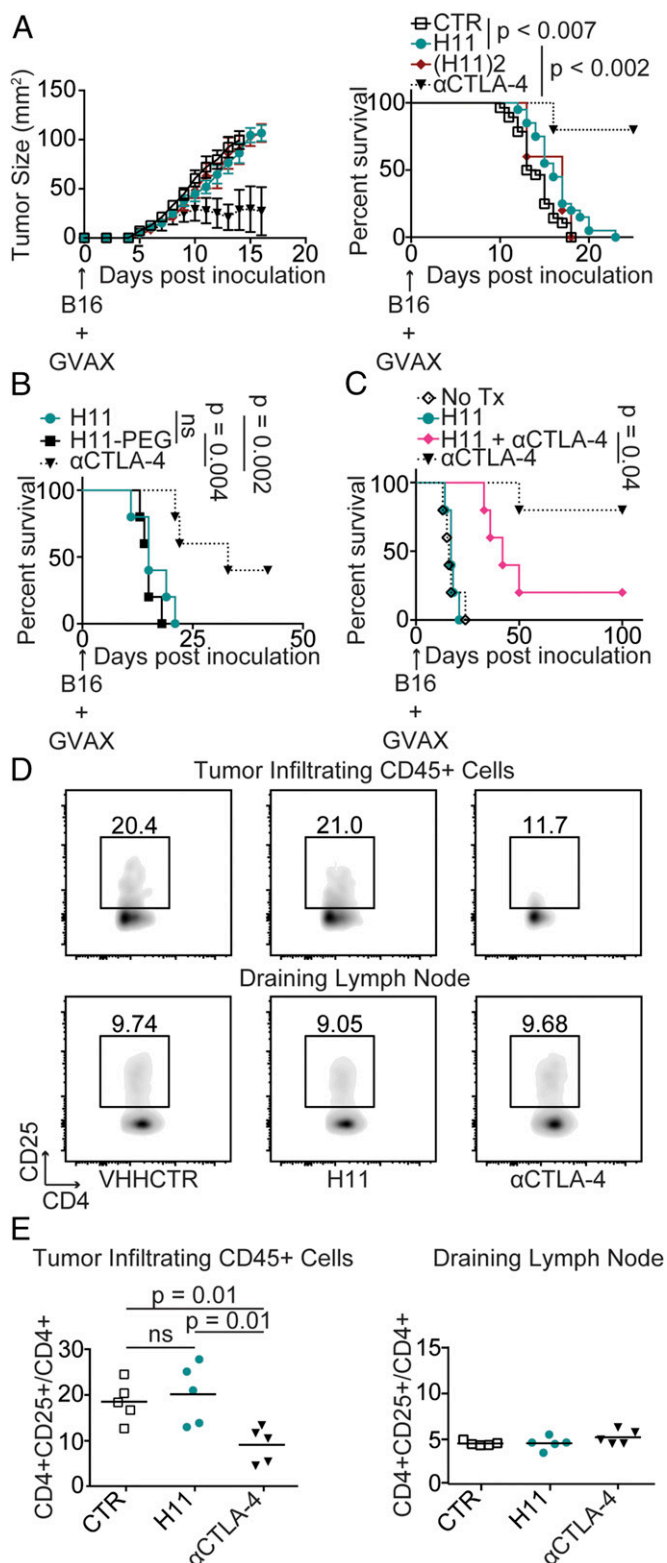 A
Tumor Size (mm²)
150
100
50
0
0 5 10 15 20
Days post inoculation
↑
B16
+
GVAX
CTR
H11
(H11)2
αCTLA-4
p < 0.007
p < 0.002
Percent survival
100
50
0
0 10 20
Days post inoculation
↑
B16
+
GVAX
B
H11
H11-PEG
αCTLA-4
ns
p = 0.004
p = 0.002
Percent survival
100
50
0
0 25 50
Days post inoculation
↑
B16
+
GVAX
C
No Tx
H11
H11 + αCTLA-4
αCTLA-4
p = 0.04
Percent survival
100
50
0
0 50 100
Days post inoculation
↑
B16
+
GVAX
D
Tumor Infiltrating CD45+ Cells
20.4 21.0 11.7
Draining Lymph Node
9.74 9.05 9.68
CD25
CD4
VHHCTR H11 αCTLA-4
E
Tumor Infiltrating CD45+ Cells
p = 0.01
p = 0.01
ns
CD4+CD25+/CD4+
30
20
10
0
CTR H11 αCTLA-4
Draining Lymph Node
CD4+CD25+/CD4+
15
10
5
0
CTR H11 αCTLA-4